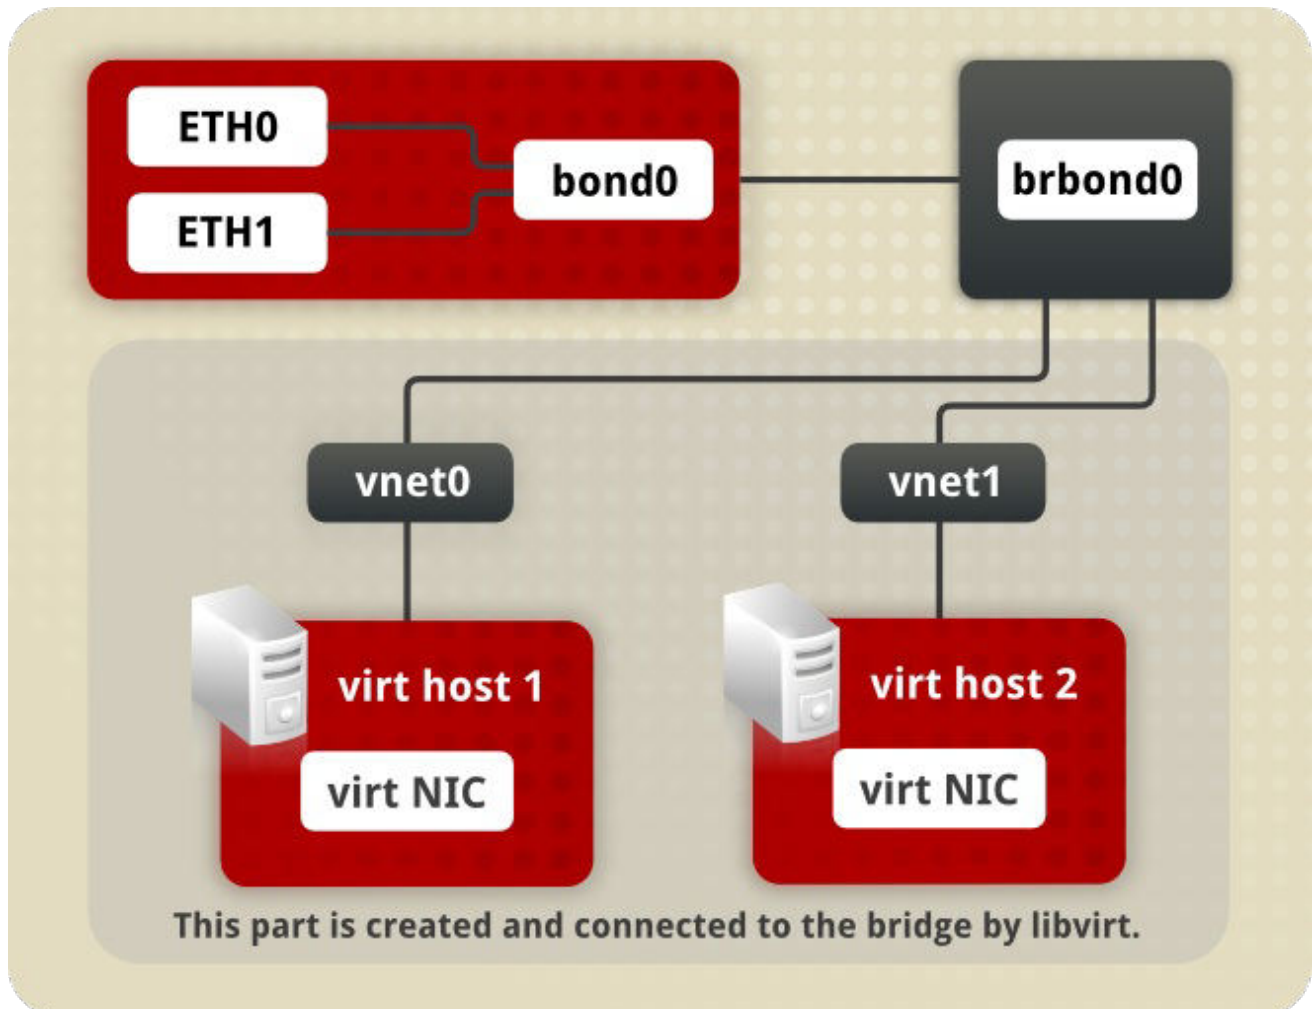 ETH0
bond0
brbond0
ETH1
vnet0
vnet1
virt host 1
virt host 2
virt NIC
virt NIC
This part is created and connected to the bridge by libvirt.